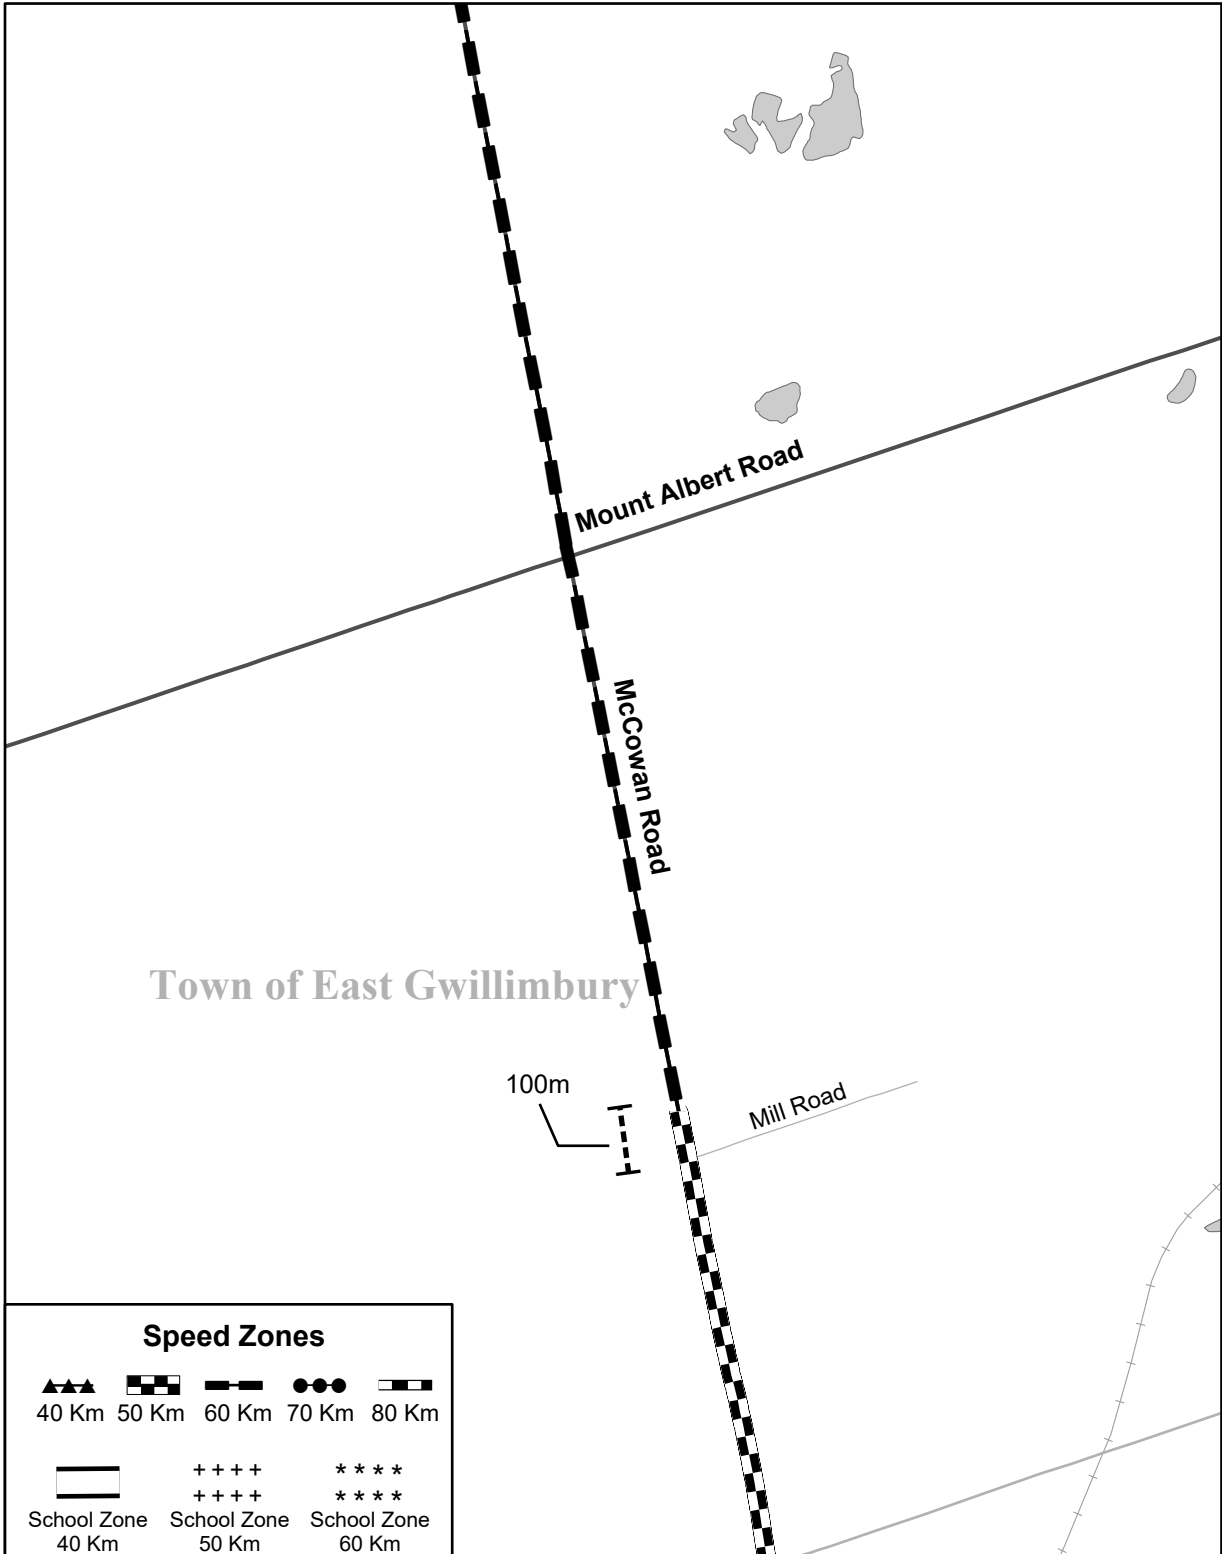 Mount Albert Road
McCowan Road
Town of East Gwillimbury
100m
Mill Road
Speed Zones
40 Km 50 Km 60 Km 70 Km 80 Km
School Zone School Zone School Zone
40 Km 50 Km 60 Km